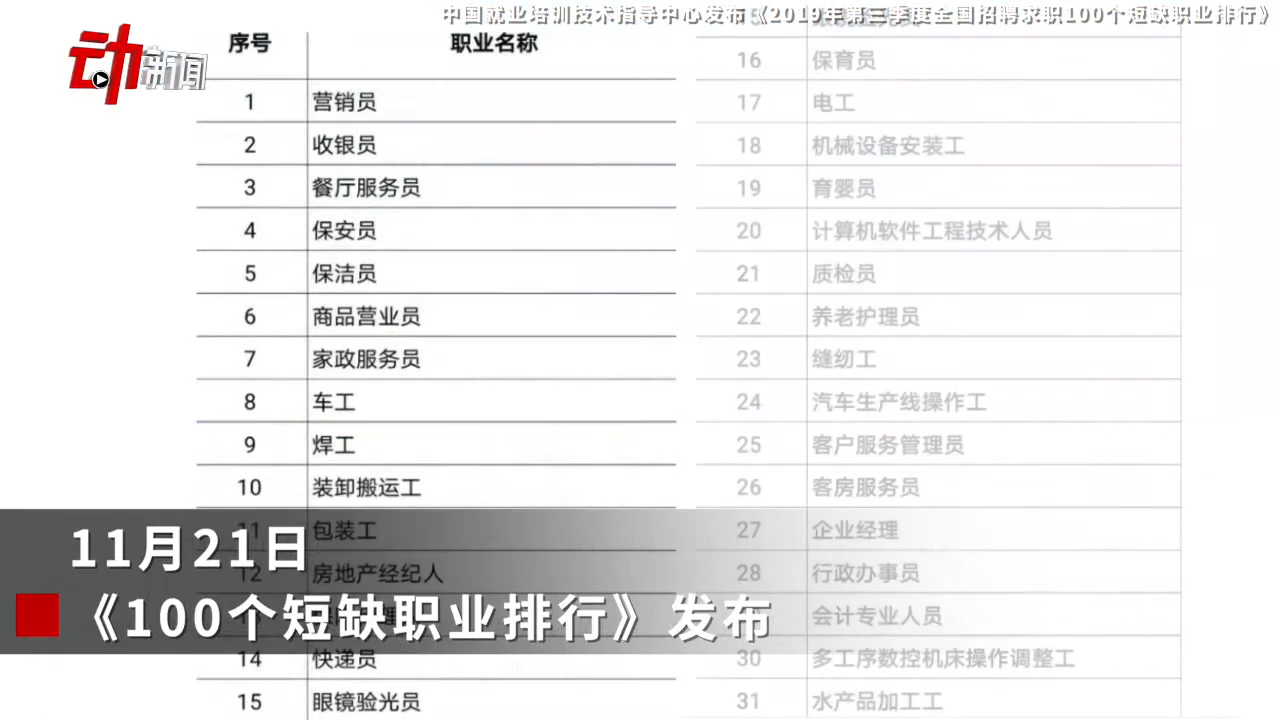 中国就业培训技术指导中心发布《2019年第三季度全国招聘求职100个短缺职业排行》
动新闻
序号 职业名称
1 营销员
2 收银员
3 餐厅服务员
4 保安员
5 保洁员
6 商品营业员
7 家政服务员
8 车工
9 焊工
10 装卸搬运工
11 包装工
12 房地产经纪人
14 快递员
15 眼镜验光员
16 保育员
17 电工
18 机械设备安装工
19 育婴员
20 计算机软件工程技术人员
21 质检员
22 养老护理员
23 缝纫工
24 汽车生产线操作工
25 客户服务管理员
26 客房服务员
27 企业经理
28 行政办事员
会计专业人员
30 多工序数控机床操作调整工
31 水产品加工工
11月21日
《100个短缺职业排行》发布